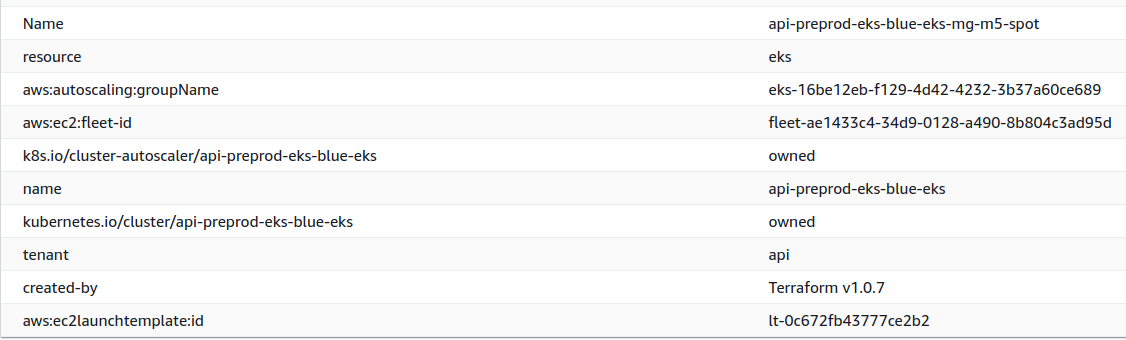 Name api-preprod-eks-blue-eks-mg-m5-spot
resource eks
aws:autoscaling:groupName eks-16be12eb-f129-4d42-4232-3b37a60ce689
aws:ec2:fleet-id fleet-ae1433c4-34d9-0128-a490-8b804c3ad95d
k8s.io/cluster-autoscaler/api-preprod-eks-blue-eks owned
name api-preprod-eks-blue-eks
kubernetes.io/cluster/api-preprod-eks-blue-eks owned
tenant api
created-by Terraform v1.0.7
aws:ec2launchtemplate:id lt-0c672fb43777ce2b2